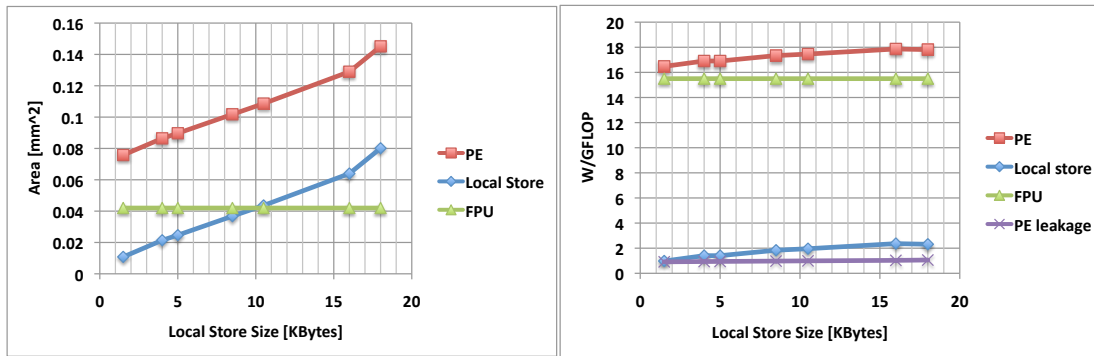 0.16
0.14
0.12
0.1
0.08
0.06
0.04
0.02
0
Area [mm^2]
0 5 10 15 20
Local Store Size [KBytes]
PE
Local Store
FPU
20
18
16
14
12
10
8
6
4
2
0
W/GFLOP
0 5 10 15 20
Local Store Size [KBytes]
PE
Local store
FPU
PE leakage